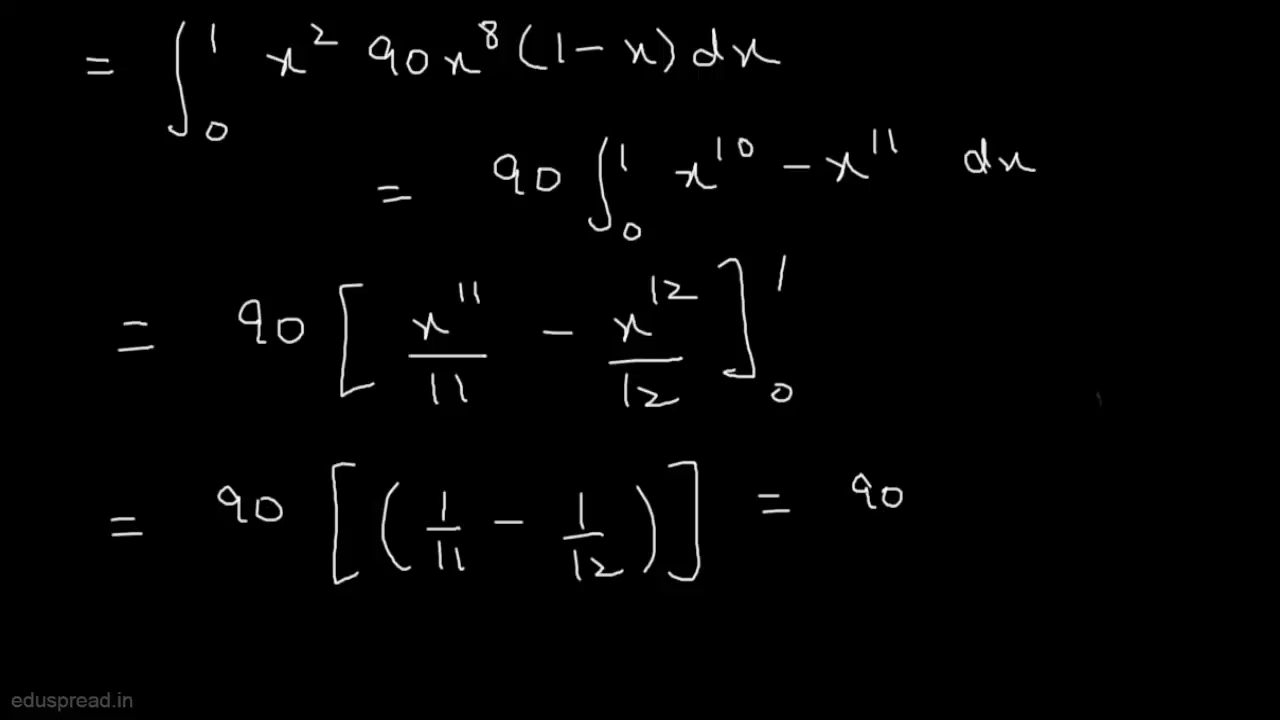 = ∫₀¹ x² 90x⁸ (1 − x) dx
= 90 ∫₀¹ x¹⁰ − x¹¹ dx
= 90 [ x¹¹/11 − x¹²/12 ]₀¹
= 90 [ ( 1/11 − 1/12 ) ] = 90
eduspread.in